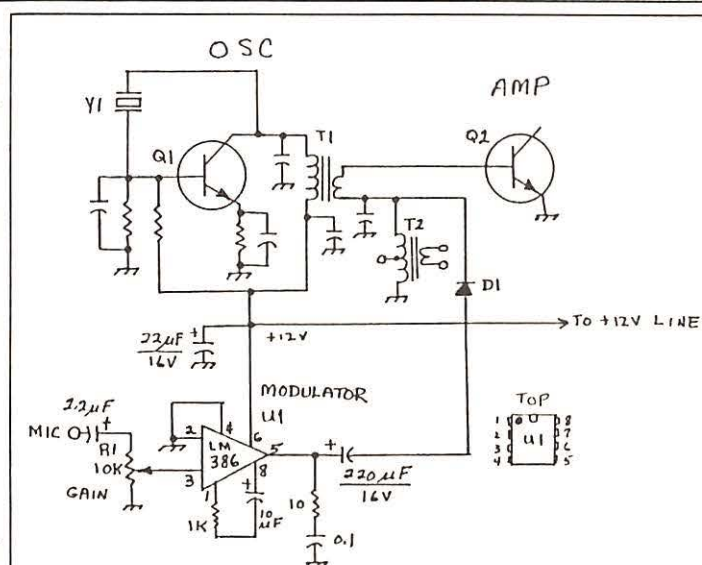 OSC
AMP
Y1
Q1
T1
Q2
T2
D1
22µF
16V
+
+12V
TO +12V LINE
MODULATOR
U1
TOP
1 8
2 7
3 6
4 5
U1
2.2µF
+
MIC
R1
10K
GAIN
2
4
6
5
LM
386
3
1
8
+
1K
10
µF
+
220µF
16V
10
0.1